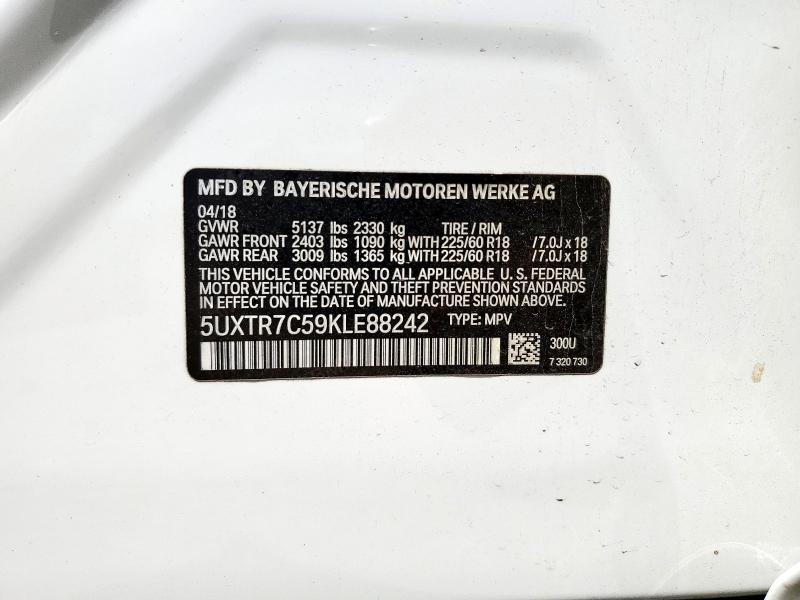 MFD BY BAYERISCHE MOTOREN WERKE AG
04/18
GVWR 5137 lbs 2330 kg TIRE / RIM
GAWR FRONT 2403 lbs 1090 kg WITH 225/60 R18 /7.0J x 18
GAWR REAR 3009 lbs 1365 kg WITH 225/60 R18 /7.0J x 18
THIS VEHICLE CONFORMS TO ALL APPLICABLE U. S. FEDERAL
MOTOR VEHICLE SAFETY AND THEFT PREVENTION STANDARDS
IN EFFECT ON THE DATE OF MANUFACTURE SHOWN ABOVE.
5UXTR7C59KLE88242 TYPE: MPV
300U
7 320 730